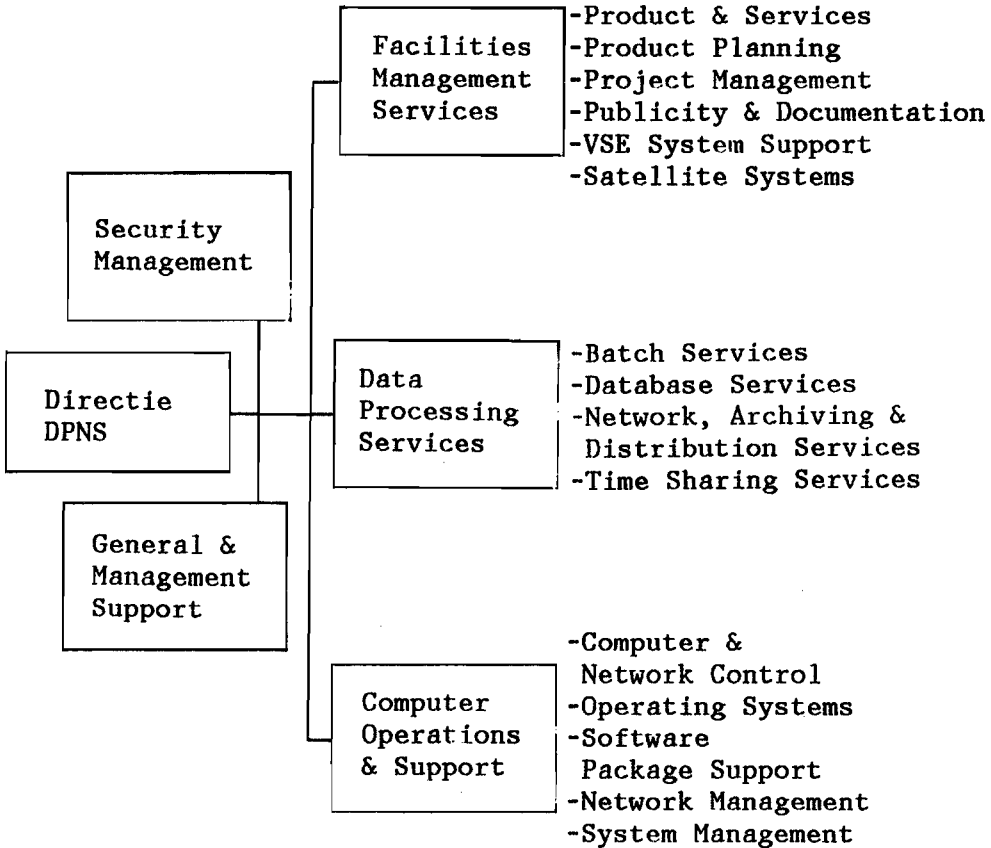 Facilities
Management
Services
-Product & Services
-Product Planning
-Project Management
-Publicity & Documentation
-VSE System Support
-Satellite Systems
Security
Management
Directie
DPNS
General &
Management
Support
Data
Processing
Services
-Batch Services
-Database Services
-Network, Archiving &
Distribution Services
-Time Sharing Services
Computer
Operations
& Support
-Computer &
Network Control
-Operating Systems
-Software
Package Support
-Network Management
-System Management